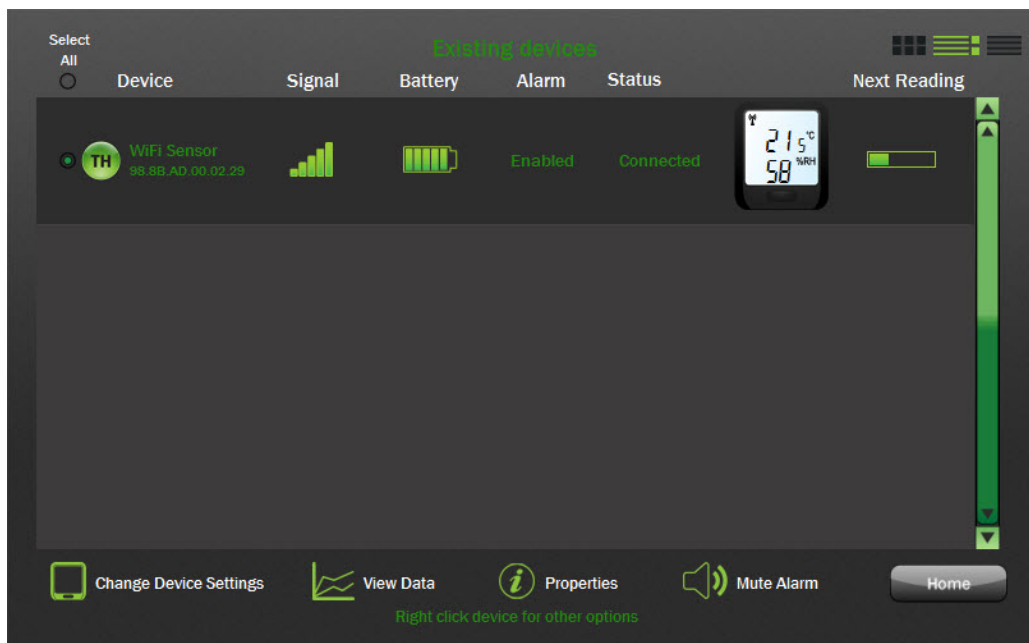 Select
All
Existing devices
Device Signal Battery Alarm Status Next Reading
TH
WiFi Sensor
98.8B.AD.00.02.29
Enabled
Connected
21.5°C
58 %RH
Change Device Settings
View Data
Properties
Mute Alarm
Home
Right click device for other options